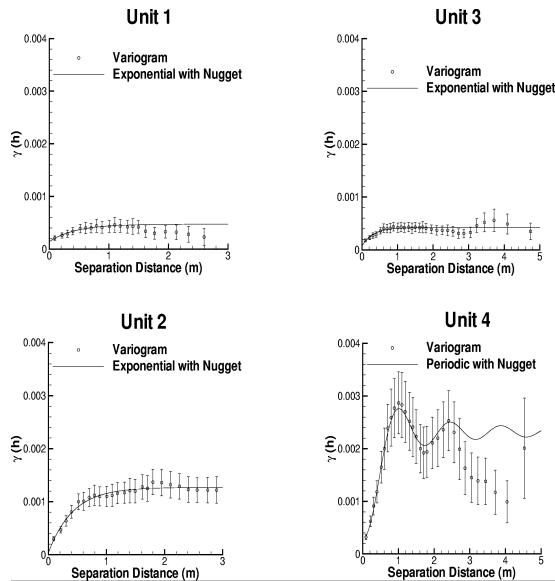 Unit 1
0.004
0.003
0.002
0.001
0
γ (h)
Variogram
Exponential with Nugget
0 1 2 3
Separation Distance (m)
Unit 3
0.004
0.003
0.002
0.001
0
γ (h)
Variogram
Exponential with Nugget
0 1 2 3 4 5
Separation Distance (m)
Unit 2
0.004
0.003
0.002
0.001
0
γ (h)
Variogram
Exponential with Nugget
0 1 2 3
Separation Distance (m)
Unit 4
0.004
0.003
0.002
0.001
0
γ (h)
Variogram
Periodic with Nugget
0 1 2 3 4 5
Separation Distance (m)